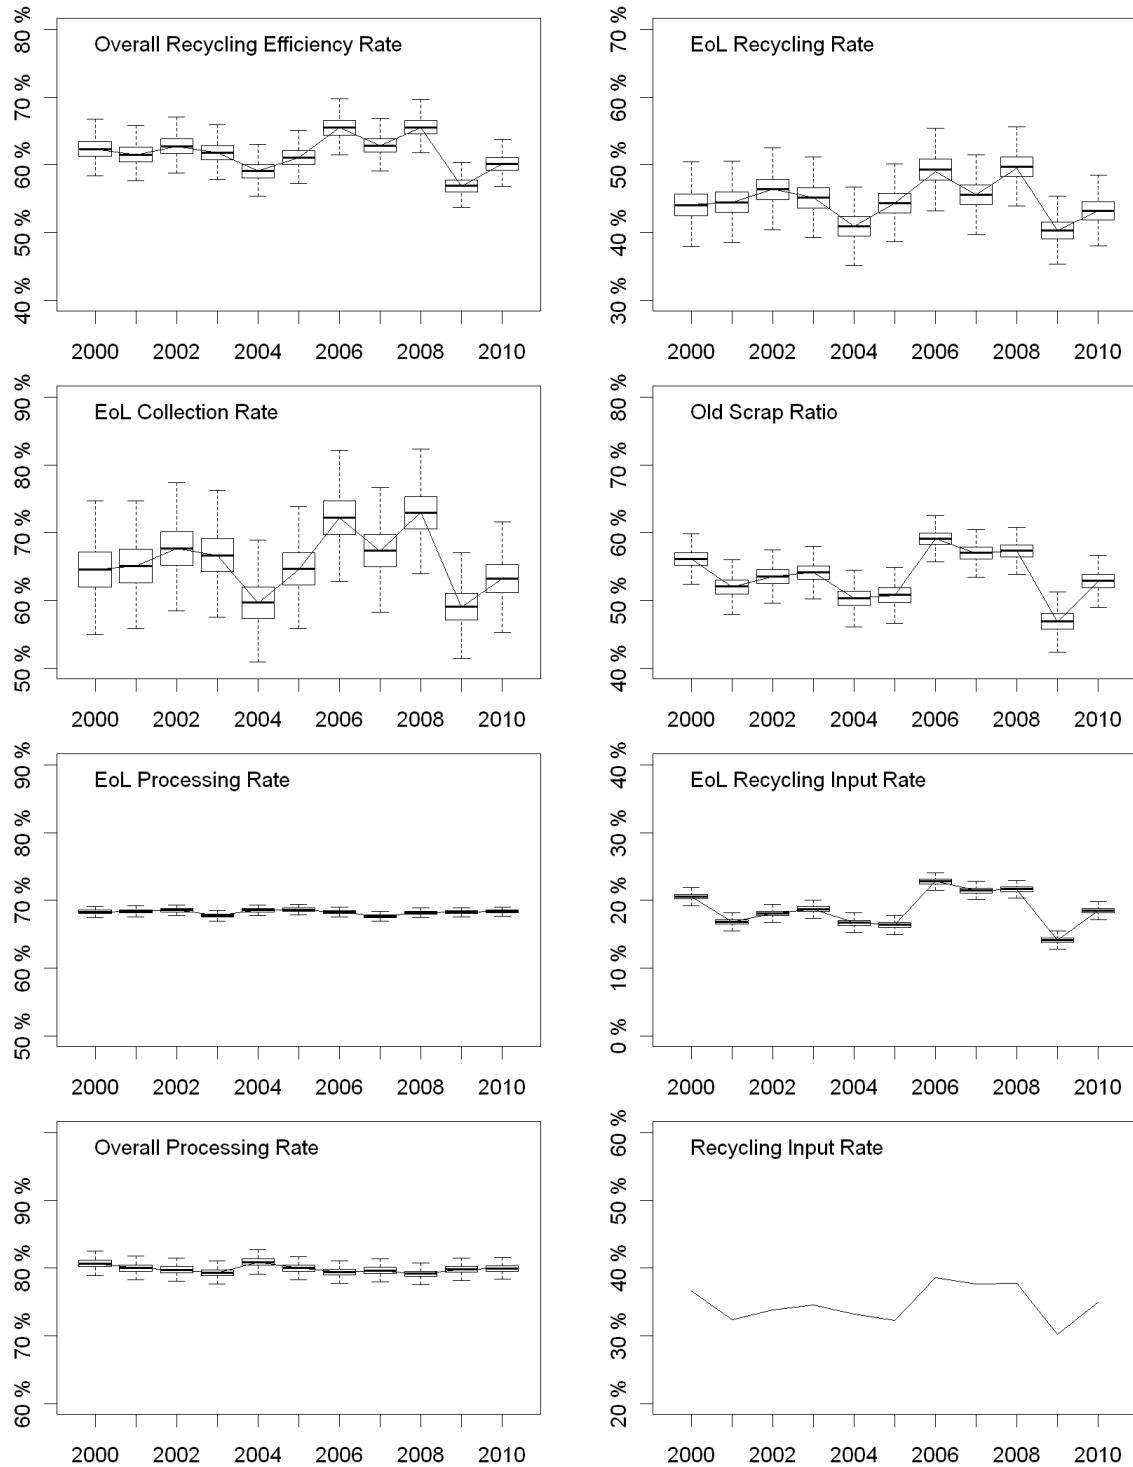 Overall Recycling Efficiency Rate
80 %
70 %
60 %
50 %
40 %
2000 2002 2004 2006 2008 2010
EoL Recycling Rate
70 %
60 %
50 %
40 %
30 %
2000 2002 2004 2006 2008 2010
EoL Collection Rate
90 %
80 %
70 %
60 %
50 %
2000 2002 2004 2006 2008 2010
Old Scrap Ratio
80 %
70 %
60 %
50 %
40 %
2000 2002 2004 2006 2008 2010
EoL Processing Rate
90 %
80 %
70 %
60 %
50 %
2000 2002 2004 2006 2008 2010
EoL Recycling Input Rate
40 %
30 %
20 %
10 %
0 %
2000 2002 2004 2006 2008 2010
Overall Processing Rate
90 %
80 %
70 %
60 %
2000 2002 2004 2006 2008 2010
Recycling Input Rate
60 %
50 %
40 %
30 %
20 %
2000 2002 2004 2006 2008 2010